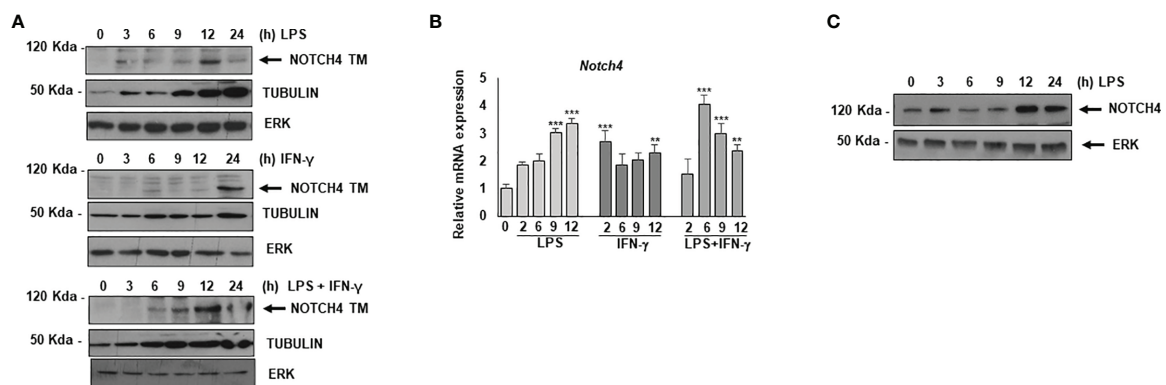 A
0 3 6 9 12 24 (h) LPS
120 Kda -
NOTCH4 TM
50 KDa -
TUBULIN
ERK
0 3 6 9 12 24 (h) IFN-γ
120 Kda -
NOTCH4 TM
50 KDa -
TUBULIN
ERK
0 3 6 9 12 24 (h) LPS + IFN-γ
120 Kda -
NOTCH4 TM
50 KDa -
TUBULIN
ERK
B
Notch4
Relative mRNA expression
5
4
3
2
1
0
*** *** *** ** *** *** **
0 2 6 9 12 2 6 9 12 2 6 9 12
LPS IFN-γ LPS+IFN-γ
C
0 3 6 9 12 24 (h) LPS
120 KDa -
NOTCH4
50 KDa -
ERK